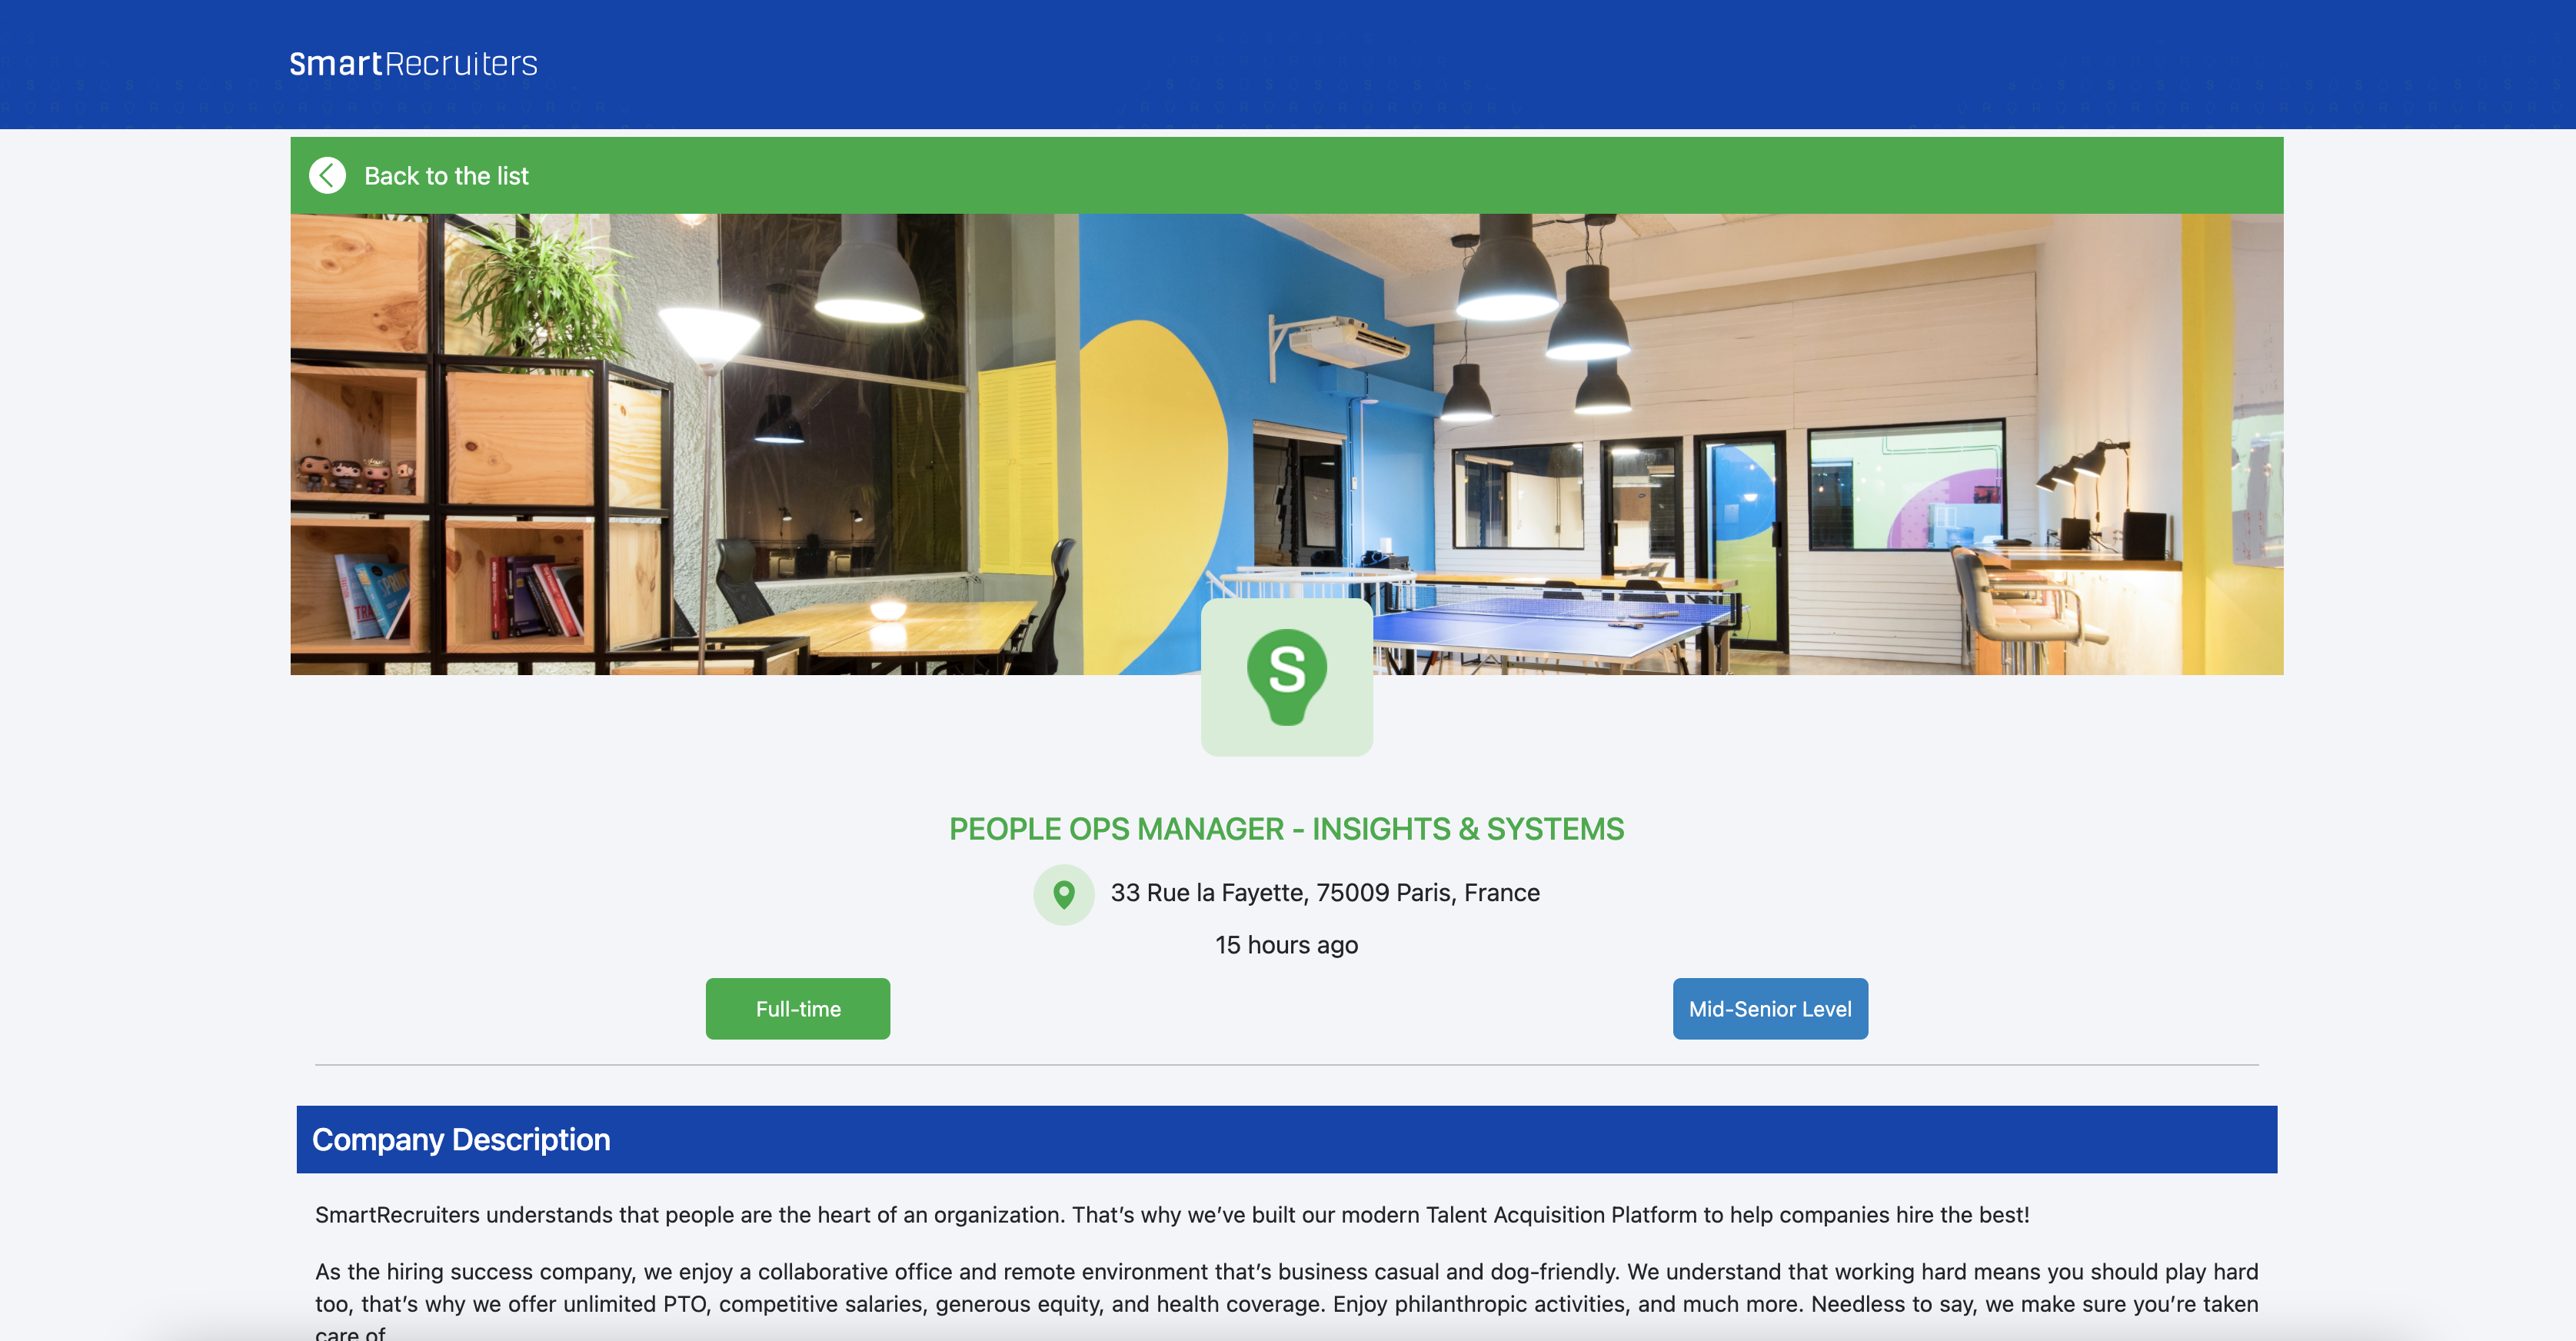 SmartRecruiters
Back to the list
SPRINT
S
PEOPLE OPS MANAGER - INSIGHTS & SYSTEMS
33 Rue la Fayette, 75009 Paris, France
15 hours ago
Full-time
Mid-Senior Level
Company Description
SmartRecruiters understands that people are the heart of an organization. That’s why we’ve built our modern Talent Acquisition Platform to help companies hire the best!
As the hiring success company, we enjoy a collaborative office and remote environment that’s business casual and dog-friendly. We understand that working hard means you should play hard
too, that’s why we offer unlimited PTO, competitive salaries, generous equity, and health coverage. Enjoy philanthropic activities, and much more. Needless to say, we make sure you’re taken
care of